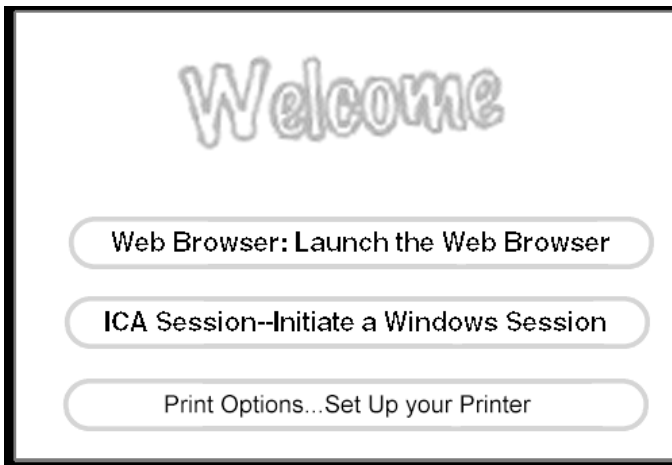 Welcome
Web Browser: Launch the Web Browser
ICA Session--Initiate a Windows Session
Print Options...Set Up your Printer